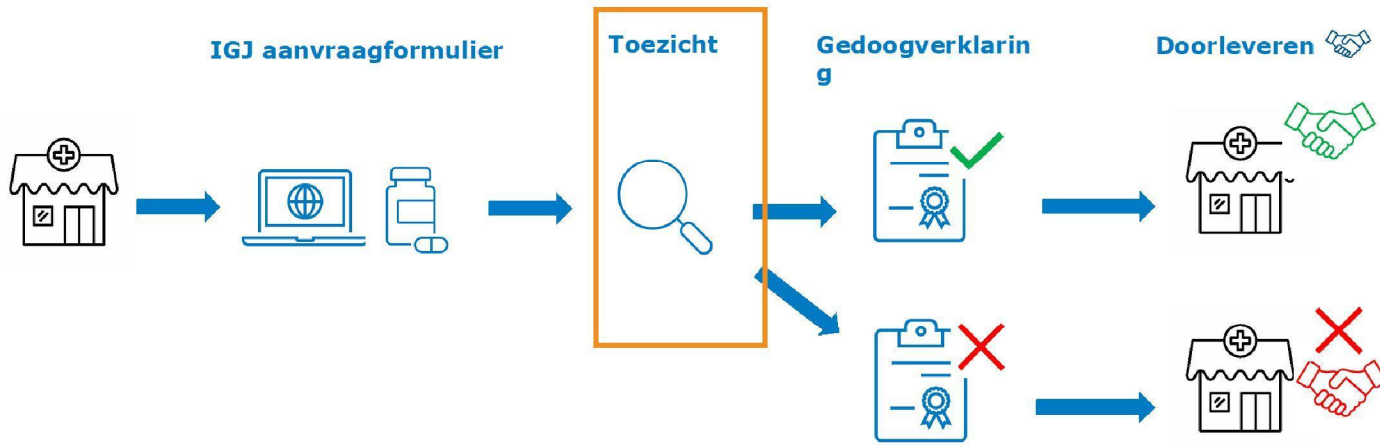 IGJ aanvraagformulier
Toezicht
Gedoogverklarin
g
Doorleveren